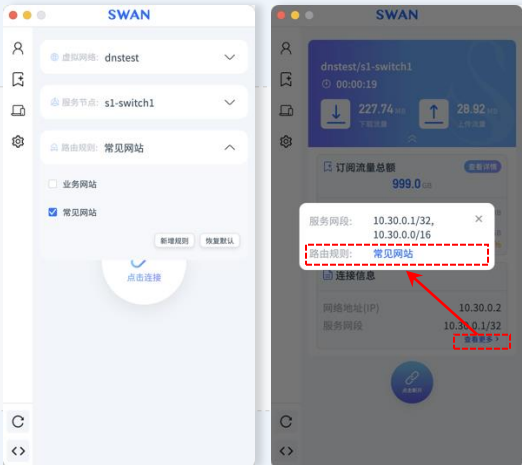 SWAN
虚拟网络: dnstest
服务节点: s1-switch1
路由规则: 常见网站
业务网站
常见网站
新增规则 恢复默认
点击连接
SWAN
dnstest/s1-switch1
00:00:19
227.74
下载流量
28.92
上传流量
订阅流量总额 查看详情
999.0 GB
服务网段: 10.30.0.1/32,
10.30.0.0/16
路由规则: 常见网站
连接信息
网络地址(IP) 10.30.0.2
服务网段 10.30.0.1/32
查看更多 >
点击断开